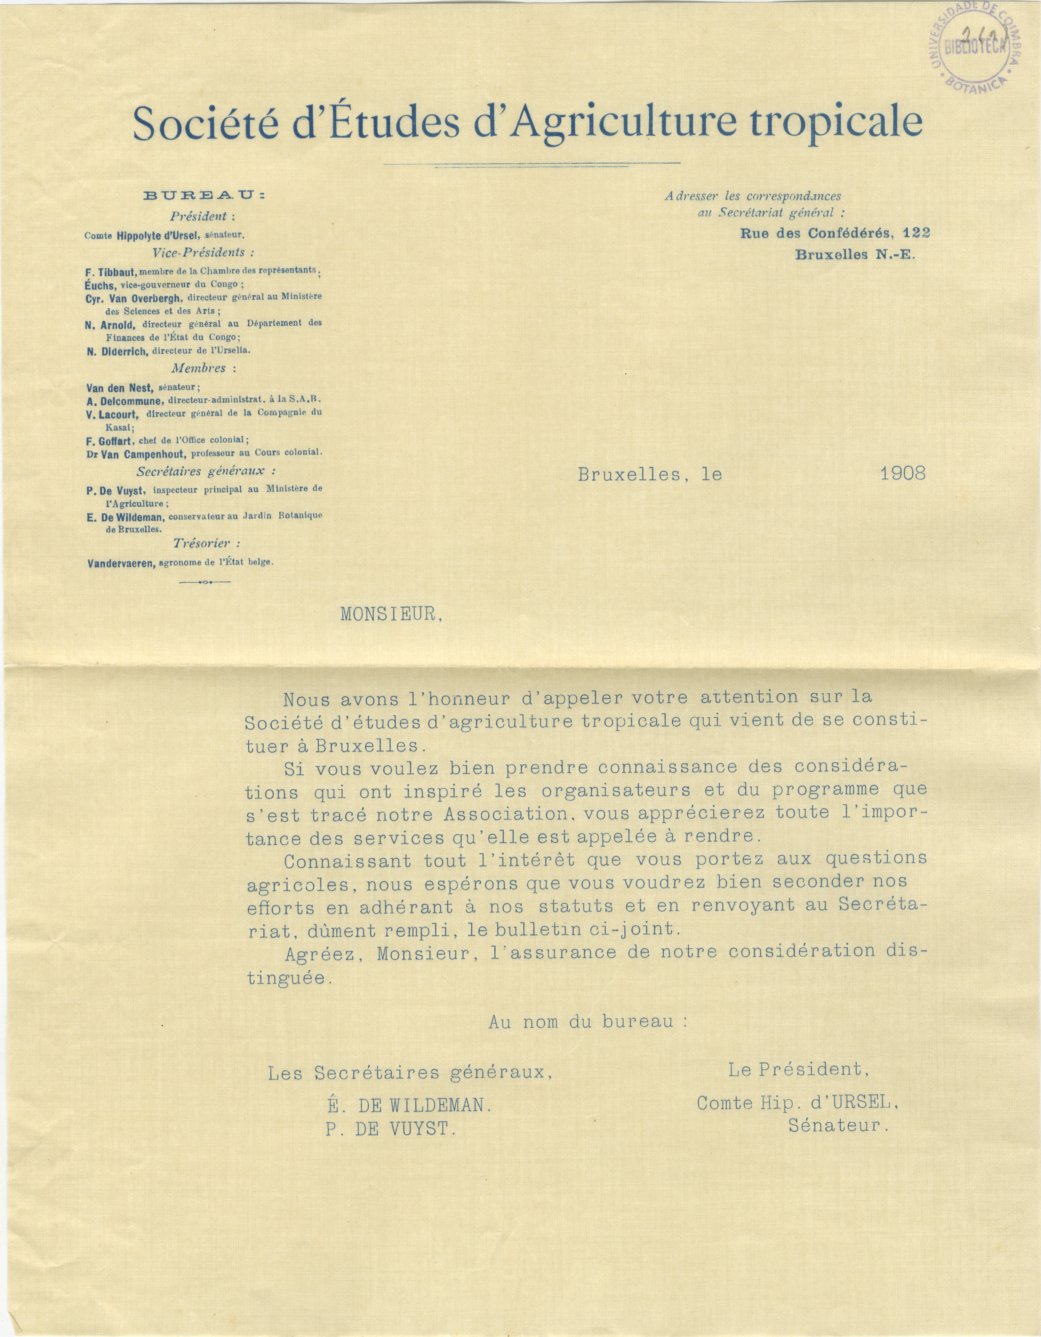 UNIVERSIDADE DE COIMBRA
BIBLIOTECA
BOTANICA
Société d'Études d'Agriculture tropicale
BUREAU:
Président :
Comte Hippolyte d'Ursel, sénateur.
Vice-Présidents :
F. Tibbaut, membre de la Chambre des représentants;
Éuchs, vice-gouverneur du Congo ;
Cyr. Van Overbergh, directeur général au Ministère
des Sciences et des Arts ;
N. Arnold, directeur général au Département des
Finances de l'État du Congo;
N. Diderrich, directeur de l'Urselia.
Membres :
Van den Nest, sénateur ;
A. Delcommune, directeur-administrat. à la S.A.B.
V. Lacourt, directeur général de la Compagnie du
Kasai;
F. Goffart, chef de l'Office colonial ;
Dr Van Campenhout, professeur au Cours colonial.
Secrétaires généraux :
P. De Vuyst, inspecteur principal au Ministère de
l'Agriculture ;
E. De Wildeman, conservateur au Jardin Botanique
de Bruxelles.
Trésorier :
Vandervaeren, agronome de l'État belge.
Adresser les correspondances
au Secrétariat général :
Rue des Confédérés, 122
Bruxelles N.-E.
Bruxelles, le 1908
MONSIEUR,
Nous avons l'honneur d'appeler votre attention sur la
Société d'études d'agriculture tropicale qui vient de se consti-
tuer à Bruxelles.
Si vous voulez bien prendre connaissance des considéra-
tions qui ont inspiré les organisateurs et du programme que
s'est tracé notre Association, vous apprécierez toute l'impor-
tance des services qu'elle est appelée à rendre.
Connaissant tout l'intérêt que vous portez aux questions
agricoles, nous espérons que vous voudrez bien seconder nos
efforts en adhérant à nos statuts et en renvoyant au Secréta-
riat, dûment rempli, le bulletin ci-joint.
Agréez, Monsieur, l'assurance de notre considération dis-
tinguée.
Au nom du bureau :
Les Secrétaires généraux,
É. DE WILDEMAN.
P. DE VUYST.
Le Président,
Comte Hip. d'URSEL,
Sénateur.